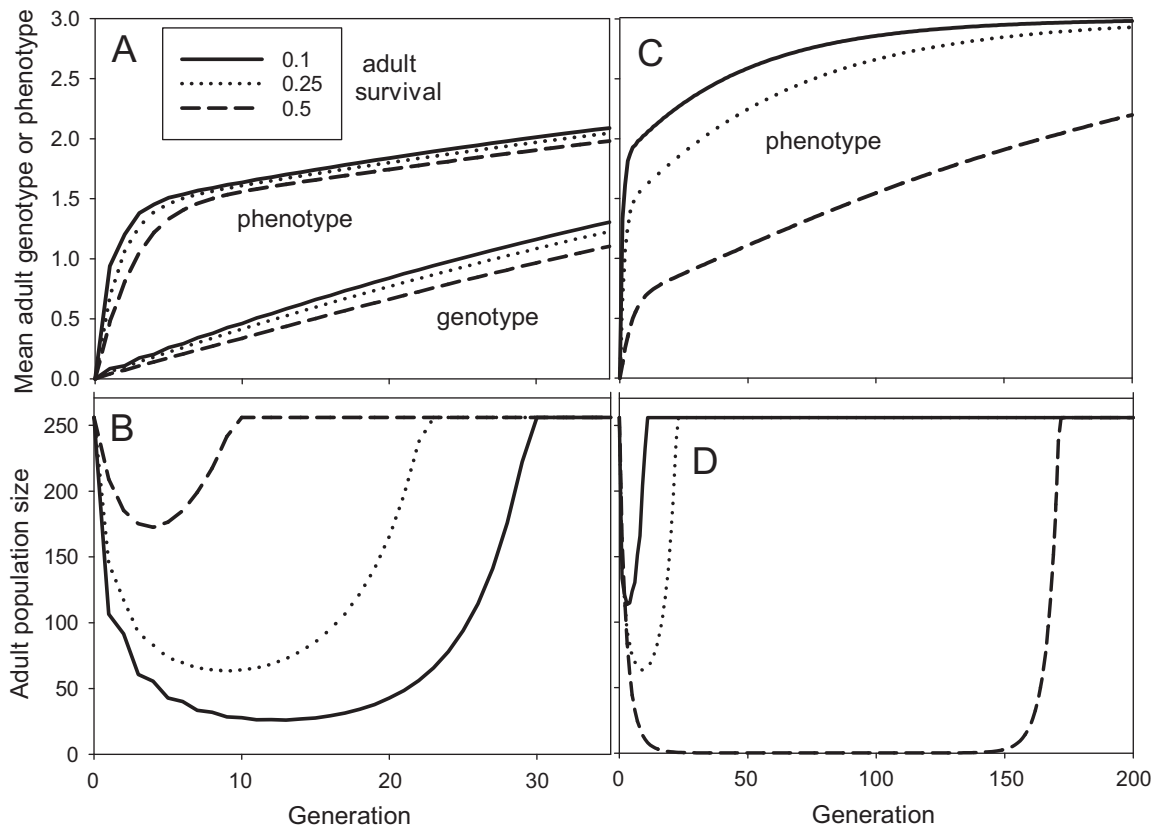 Mean adult genotype or phenotype
3.0
2.5
2.0
1.5
1.0
0.5
0.0
A
0.1
0.25
0.5
adult
survival
phenotype
genotype
C
phenotype
Adult population size
250
200
150
100
50
0
B
0
10
20
30
Generation
D
0
50
100
150
200
Generation